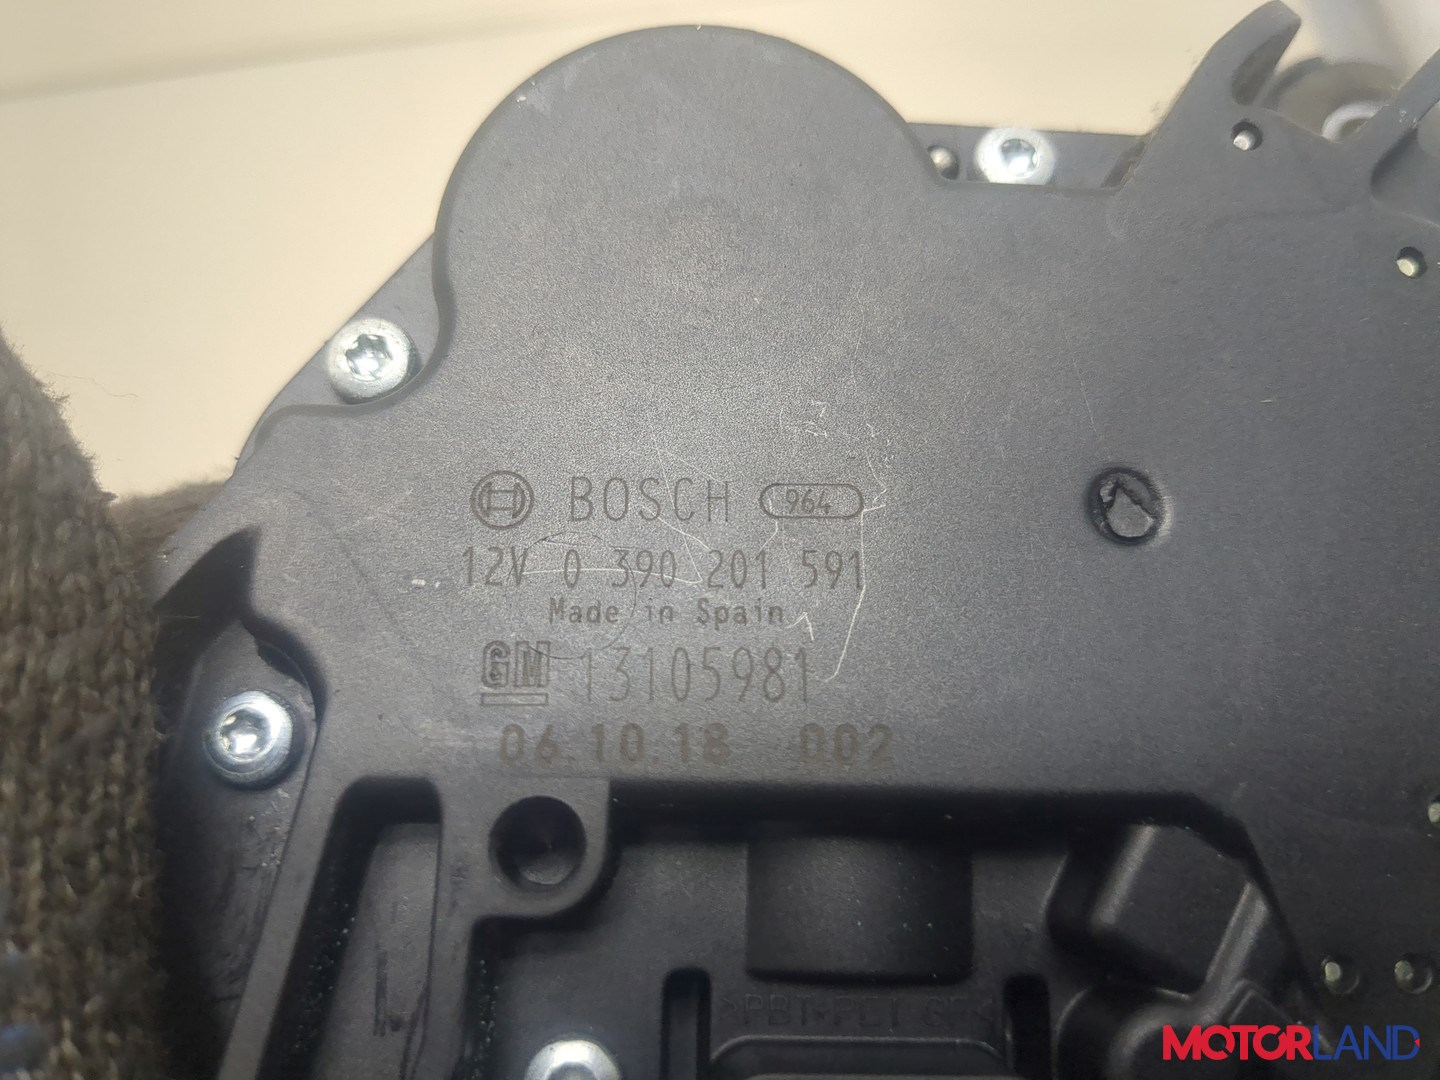 BOSCH 964
12V 0 390 201 591
Made in Spain
GM 13105981
06.10.18 002
MOTORLAND